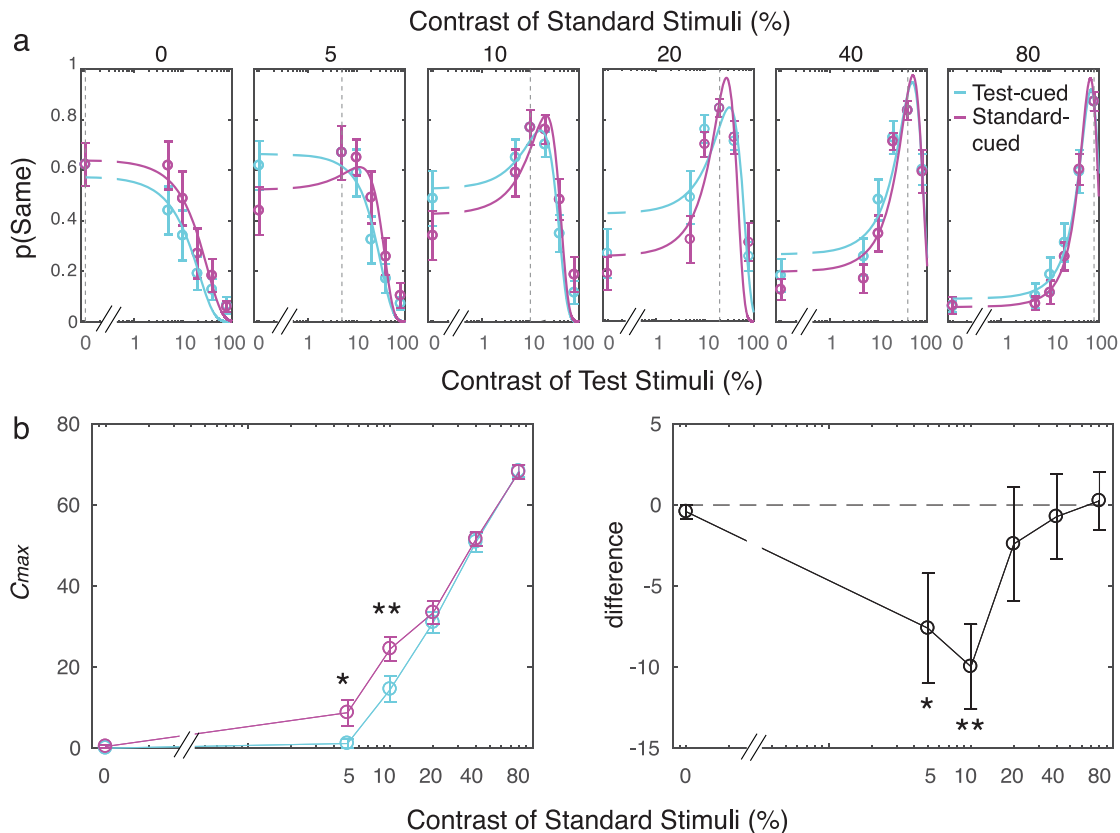 Contrast of Standard Stimuli (%)
a
0 5 10 20 40 80
1
0.8
0.6
0.4
0.2
0
p(Same)
Test-cued
Standard-
cued
0 1 10 100 0 1 10 100 0 1 10 100 0 1 10 100 0 1 10 100 0 1 10 100
Contrast of Test Stimuli (%)
b
80
60
40
20
0
Cmax
*
**
0 5 10 20 40 80
5
0
-5
-10
-15
difference
*
**
0 5 10 20 40 80
Contrast of Standard Stimuli (%)